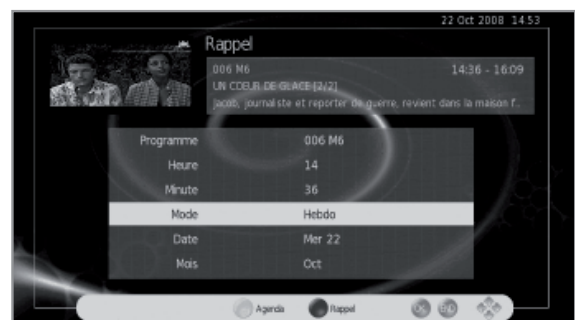 22 Oct 2008 14:53
Rappel
006 M6 14:36 - 16:09
UN COEUR DE GLACE [2/2]
Jacob, journaliste et reporter de guerre, revient dans la maison f..
Programme 006 M6
Heure 14
Minute 36
Mode Hebdo
Date Mer 22
Mois Oct
Agenda Rappel OK